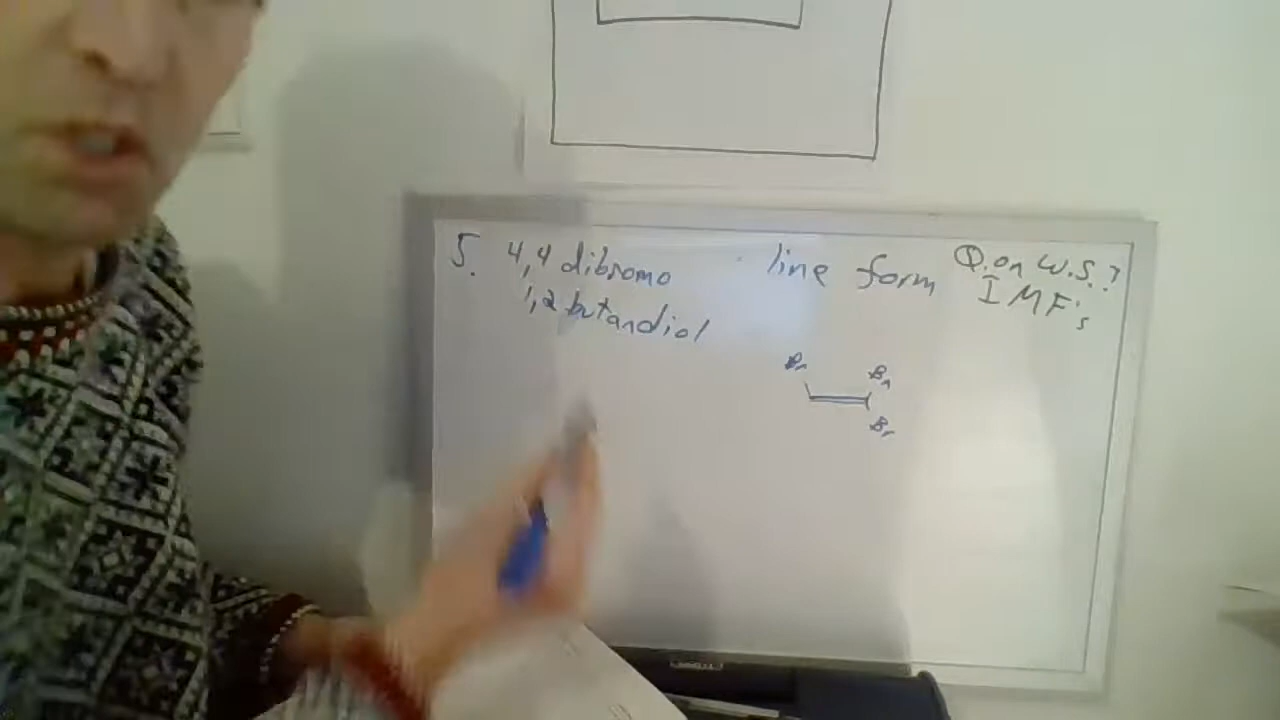 5. 4,4 dibromo
1,2 butandiol
line form
Q. on W.S.?
IMF's
Br
Br
Br